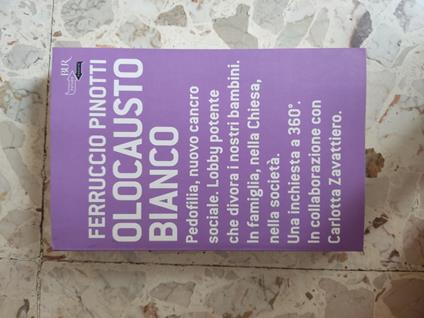 BUR
FERRUCCIO PINOTTI
OLOCAUSTO
BIANCO
Pedofilia, nuovo cancro
sociale. Lobby potente
che divora i nostri bambini.
In famiglia, nella Chiesa,
nella società.
Una inchiesta a 360°.
In collaborazione con
Carlotta Zavattiero.